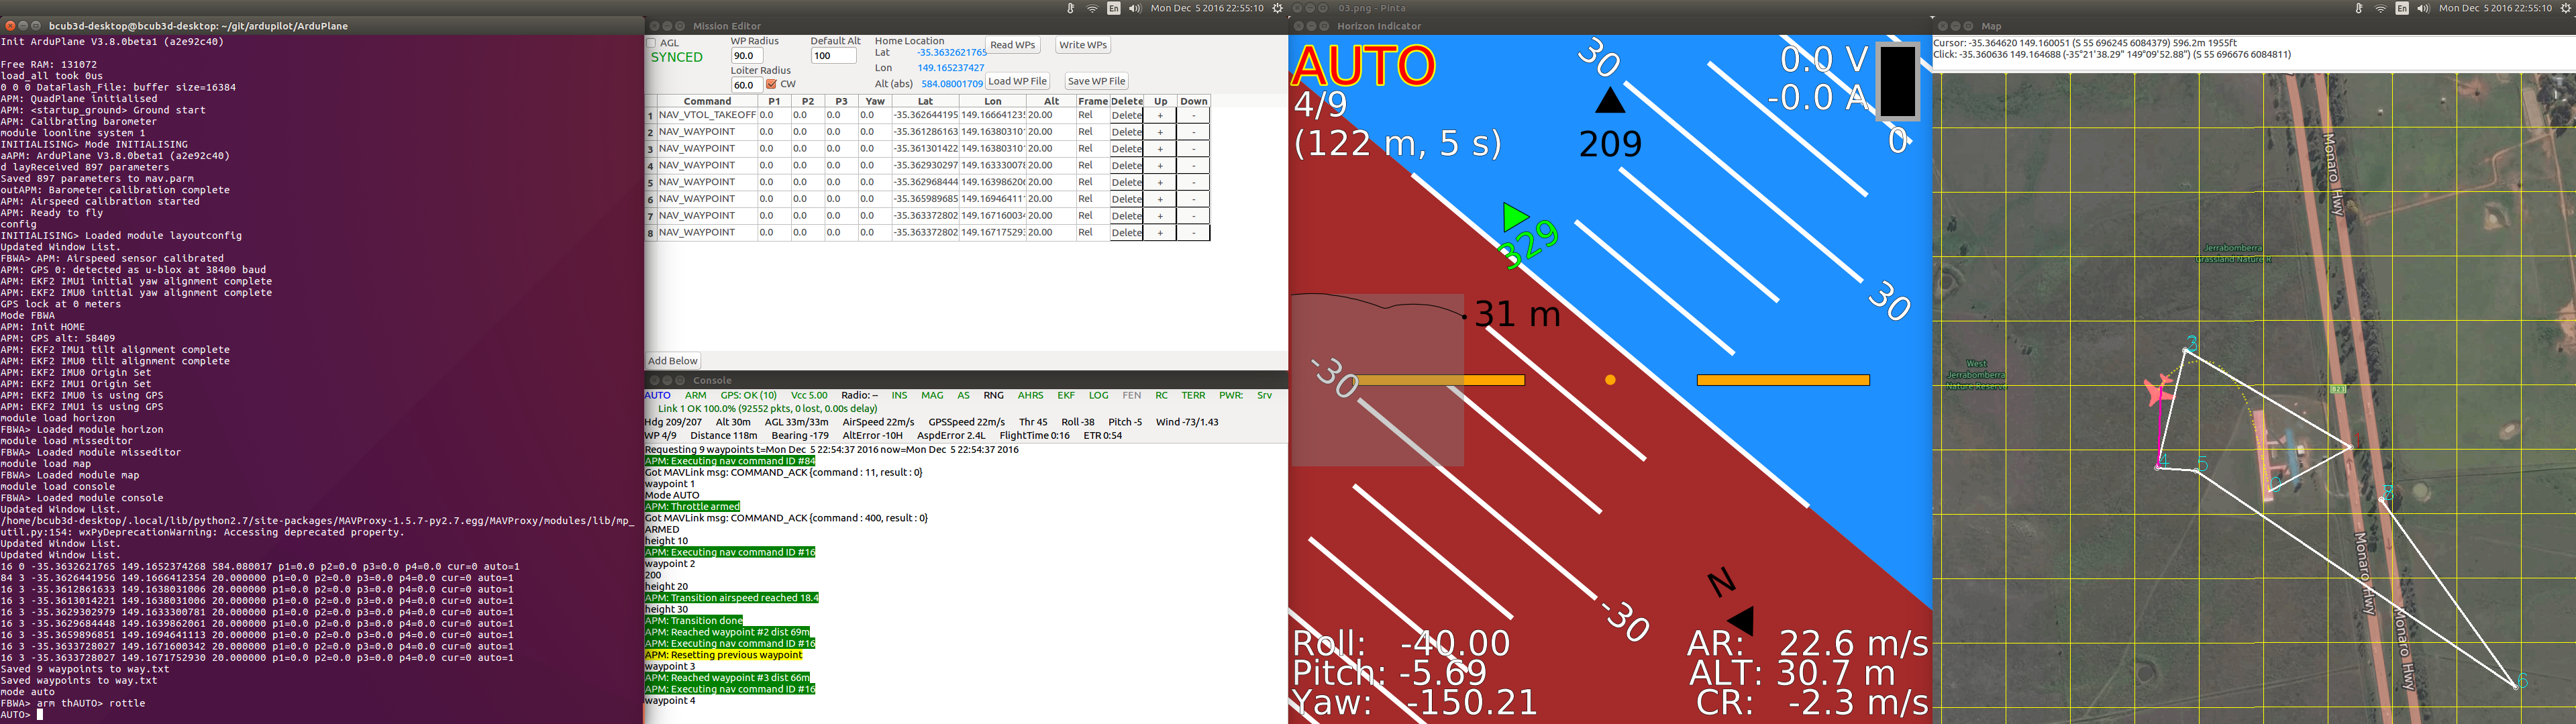 En
Mon Dec 5 2016 22:55:10
03.png - Pinta
En
Mon Dec 5 2016 22:55:10
bcub3d-desktop@bcub3d-desktop: ~/git/ardupilot/ArduPlane
Init ArduPlane V3.8.0beta1 (a2e92c40)
Free RAM: 131072
load_all took 0us
0 0 0 DataFlash_File: buffer size=16384
APM: QuadPlane initialised
APM: <startup_ground> Ground start
APM: Calibrating barometer
module loonline system 1
INITIALISING> Mode INITIALISING
aAPM: ArduPlane V3.8.0beta1 (a2e92c40)
d layReceived 897 parameters
Saved 897 parameters to mav.parm
outAPM: Barometer calibration complete
APM: Airspeed calibration started
APM: Ready to fly
config
INITIALISING> Loaded module layoutconfig
Updated Window List.
FBWA> APM: Airspeed sensor calibrated
APM: GPS 0: detected as u-blox at 38400 baud
APM: EKF2 IMU1 initial yaw alignment complete
APM: EKF2 IMU0 initial yaw alignment complete
GPS lock at 0 meters
Mode FBWA
APM: Init HOME
APM: GPS alt: 58409
APM: EKF2 IMU1 tilt alignment complete
APM: EKF2 IMU0 tilt alignment complete
APM: EKF2 IMU0 Origin Set
APM: EKF2 IMU1 Origin Set
APM: EKF2 IMU0 is using GPS
APM: EKF2 IMU1 is using GPS
module load horizon
FBWA> Loaded module horizon
module load misseditor
FBWA> Loaded module misseditor
module load map
FBWA> Loaded module map
module load console
FBWA> Loaded module console
Updated Window List.
/home/bcub3d-desktop/.local/lib/python2.7/site-packages/MAVProxy-1.5.7-py2.7.egg/MAVProxy/modules/lib/mp_
util.py:154: wxPyDeprecationWarning: Accessing deprecated property.
Updated Window List.
Updated Window List.
16 0 -35.3632621765 149.1652374268 584.080017 p1=0.0 p2=0.0 p3=0.0 p4=0.0 cur=0 auto=1
84 3 -35.3626441956 149.1666412354 20.000000 p1=0.0 p2=0.0 p3=0.0 p4=0.0 cur=0 auto=1
16 3 -35.3612861633 149.1638031006 20.000000 p1=0.0 p2=0.0 p3=0.0 p4=0.0 cur=0 auto=1
16 3 -35.3613014221 149.1638031006 20.000000 p1=0.0 p2=0.0 p3=0.0 p4=0.0 cur=0 auto=1
16 3 -35.3629302979 149.1633300781 20.000000 p1=0.0 p2=0.0 p3=0.0 p4=0.0 cur=0 auto=1
16 3 -35.3629684448 149.1639862061 20.000000 p1=0.0 p2=0.0 p3=0.0 p4=0.0 cur=0 auto=1
16 3 -35.3659896851 149.1694641113 20.000000 p1=0.0 p2=0.0 p3=0.0 p4=0.0 cur=0 auto=1
16 3 -35.3633728027 149.1671600342 20.000000 p1=0.0 p2=0.0 p3=0.0 p4=0.0 cur=0 auto=1
16 3 -35.3633728027 149.1671752930 20.000000 p1=0.0 p2=0.0 p3=0.0 p4=0.0 cur=0 auto=1
Saved 9 waypoints to way.txt
Saved waypoints to way.txt
mode auto
FBWA> arm thAUTO> rottle
AUTO>
Mission Editor
AGL WP Radius Default Alt Home Location Read WPs Write WPs
SYNCED 90.0 100 Lat -35.3632621765
Loiter Radius Lon 149.165237427
60.0 CW Alt (abs) 584.08001709 Load WP File Save WP File
Command P1 P2 P3 Yaw Lat Lon Alt Frame Delete Up Down
1 NAV_VTOL_TAKEOFF 0.0 0.0 0.0 0.0 -35.362644195 149.16664123 20.00 Rel Delete + -
2 NAV_WAYPOINT 0.0 0.0 0.0 0.0 -35.361286163 149.16380310 20.00 Rel Delete + -
3 NAV_WAYPOINT 0.0 0.0 0.0 0.0 -35.361301422 149.16380310 20.00 Rel Delete + -
4 NAV_WAYPOINT 0.0 0.0 0.0 0.0 -35.362930297 149.16333007 20.00 Rel Delete + -
5 NAV_WAYPOINT 0.0 0.0 0.0 0.0 -35.362968444 149.16398620 20.00 Rel Delete + -
6 NAV_WAYPOINT 0.0 0.0 0.0 0.0 -35.365989685 149.16946411 20.00 Rel Delete + -
7 NAV_WAYPOINT 0.0 0.0 0.0 0.0 -35.363372802 149.16716003 20.00 Rel Delete + -
8 NAV_WAYPOINT 0.0 0.0 0.0 0.0 -35.363372802 149.16717529 20.00 Rel Delete + -
Add Below
Console
AUTO ARM GPS: OK (10) Vcc 5.00 Radio: -- INS MAG AS RNG AHRS EKF LOG FEN RC TERR PWR: Srv
Link 1 OK 100.0% (92552 pkts, 0 lost, 0.00s delay)
Hdg 209/207 Alt 30m AGL 33m/33m AirSpeed 22m/s GPSSpeed 22m/s Thr 45 Roll -38 Pitch -5 Wind -73/1.43
WP 4/9 Distance 118m Bearing -179 AltError -10H AspdError 2.4L FlightTime 0:16 ETR 0:54
Requesting 9 waypoints t=Mon Dec 5 22:54:37 2016 now=Mon Dec 5 22:54:37 2016
APM: Executing nav command ID #84
Got MAVLink msg: COMMAND_ACK {command : 11, result : 0}
waypoint 1
Mode AUTO
APM: Throttle armed
Got MAVLink msg: COMMAND_ACK {command : 400, result : 0}
ARMED
height 10
APM: Executing nav command ID #16
waypoint 2
200
height 20
APM: Transition airspeed reached 18.4
height 30
APM: Transition done
APM: Reached waypoint #2 dist 69m
APM: Executing nav command ID #16
APM: Resetting previous waypoint
waypoint 3
APM: Reached waypoint #3 dist 66m
APM: Executing nav command ID #16
waypoint 4
Horizon Indicator
AUTO
4/9
(122 m, 5 s)
30
209
0.0 V
-0.0 A
0
329
30
31 m
-30
-30
N
Roll: -40.00
Pitch: -5.69
Yaw: -150.21
AR: 22.6 m/s
ALT: 30.7 m
CR: -2.3 m/s
Map
Cursor: -35.364620 149.160051 (S 55 696245 6084379) 596.2m 1955ft
Click: -35.360636 149.164688 (-35°21'38.29" 149°09'52.88") (S 55 696676 6084811)
Monaro Hwy
Jerrabomberra
Grassland Nature R
West
Jerrabomberra
Nature Reserve
B23
3
1
4
5
0
8
6
Monaro Hwy
Monaro Hwy